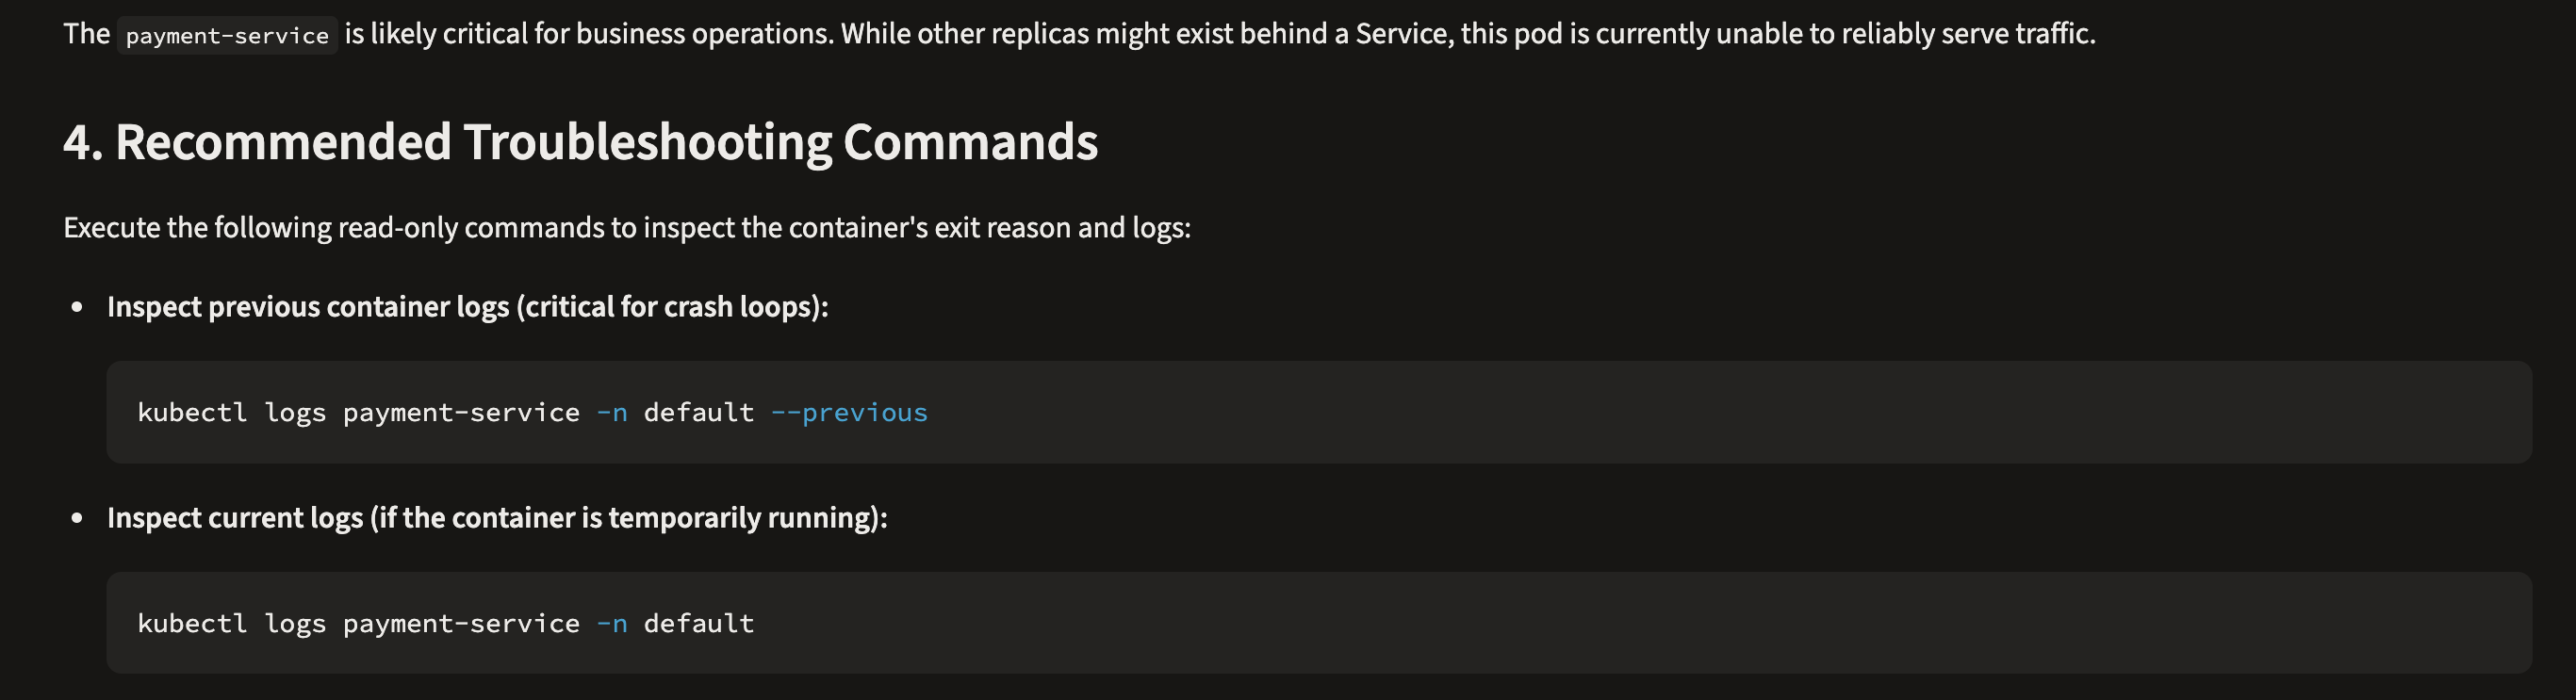 The payment-service is likely critical for business operations. While other replicas might exist behind a Service, this pod is currently unable to reliably serve traffic.
4. Recommended Troubleshooting Commands
Execute the following read-only commands to inspect the container's exit reason and logs:
• Inspect previous container logs (critical for crash loops):
kubectl logs payment-service -n default --previous
• Inspect current logs (if the container is temporarily running):
kubectl logs payment-service -n default